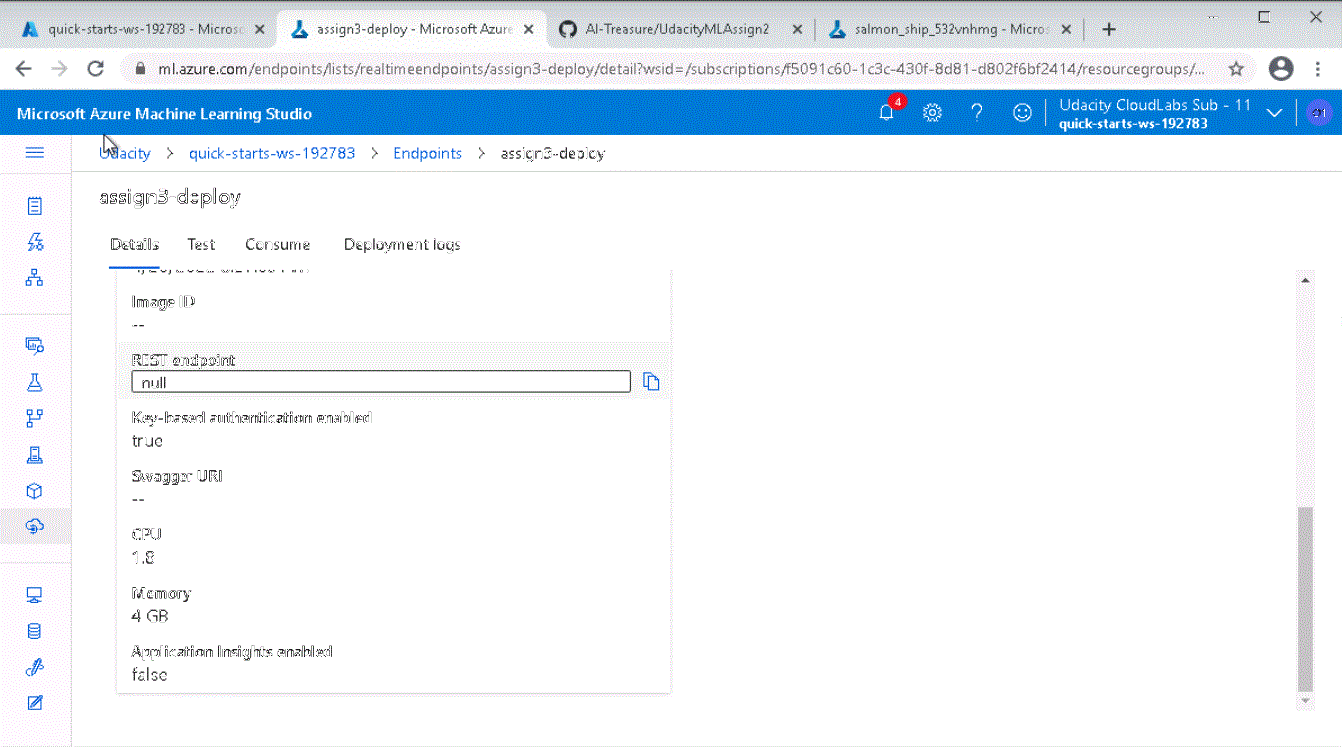 quick-starts-ws-192783 - Microsc
assign3-deploy - Microsoft Azure
AI-Treasure/UdacityMLAssign2
salmon_ship_532vnhmg - Micros
ml.azure.com/endpoints/lists/realtimeendpoints/assign3-deploy/detail?wsid=/subscriptions/f5091c60-1c3c-430f-8d81-d802f6bf2414/resourcegroups/...
Microsoft Azure Machine Learning Studio
4
Udacity CloudLabs Sub - 11
quick-starts-ws-192783
Udacity > quick-starts-ws-192783 > Endpoints > assign3-deploy
assign3-deploy
Details Test Consume Deployment logs
Image ID
--
REST endpoint
null
Key-based authentication enabled
true
Swagger URI
--
CPU
1.8
Memory
4 GB
Application Insights enabled
false